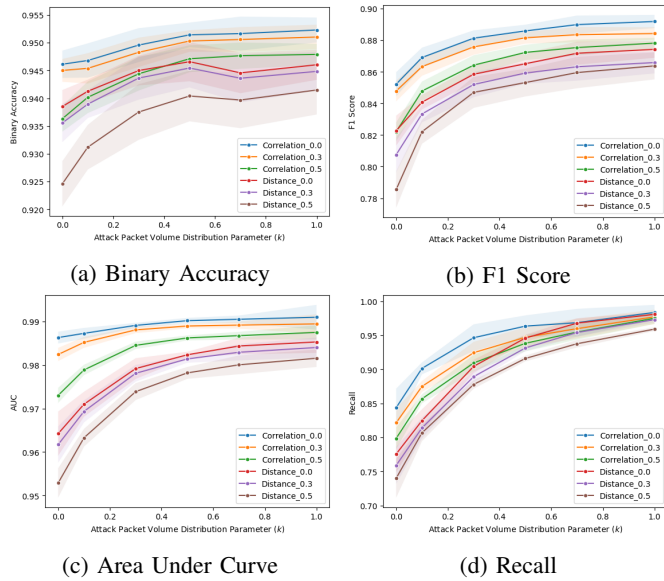 0.955
0.950
0.945
0.940
0.935
0.930
0.925
0.920
Binary Accuracy
Correlation_0.0
Correlation_0.3
Correlation_0.5
Distance_0.0
Distance_0.3
Distance_0.5
0.0 0.2 0.4 0.6 0.8 1.0
Attack Packet Volume Distribution Parameter (k)
(a) Binary Accuracy
0.90
0.88
0.86
0.84
0.82
0.80
0.78
F1 Score
Correlation_0.0
Correlation_0.3
Correlation_0.5
Distance_0.0
Distance_0.3
Distance_0.5
0.0 0.2 0.4 0.6 0.8 1.0
Attack Packet Volume Distribution Parameter (k)
(b) F1 Score
0.99
0.98
0.97
0.96
0.95
AUC
Correlation_0.0
Correlation_0.3
Correlation_0.5
Distance_0.0
Distance_0.3
Distance_0.5
0.0 0.2 0.4 0.6 0.8 1.0
Attack Packet Volume Distribution Parameter (k)
(c) Area Under Curve
1.00
0.95
0.90
0.85
0.80
0.75
0.70
Recall
Correlation_0.0
Correlation_0.3
Correlation_0.5
Distance_0.0
Distance_0.3
Distance_0.5
0.0 0.2 0.4 0.6 0.8 1.0
Attack Packet Volume Distribution Parameter (k)
(d) Recall